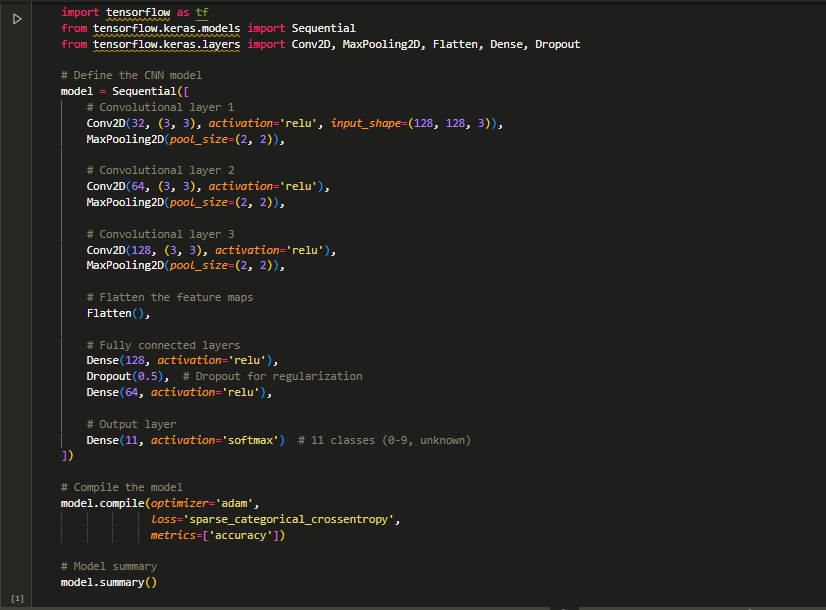 import tensorflow as tf
from tensorflow.keras.models import Sequential
from tensorflow.keras.layers import Conv2D, MaxPooling2D, Flatten, Dense, Dropout
# Define the CNN model
model = Sequential([
# Convolutional layer 1
Conv2D(32, (3, 3), activation='relu', input_shape=(128, 128, 3)),
MaxPooling2D(pool_size=(2, 2)),
# Convolutional layer 2
Conv2D(64, (3, 3), activation='relu'),
MaxPooling2D(pool_size=(2, 2)),
# Convolutional layer 3
Conv2D(128, (3, 3), activation='relu'),
MaxPooling2D(pool_size=(2, 2)),
# Flatten the feature maps
Flatten(),
# Fully connected layers
Dense(128, activation='relu'),
Dropout(0.5),  # Dropout for regularization
Dense(64, activation='relu'),
# Output layer
Dense(11, activation='softmax')  # 11 classes (0-9, unknown)
])
# Compile the model
model.compile(optimizer='adam',
loss='sparse_categorical_crossentropy',
metrics=['accuracy'])
# Model summary
model.summary()
[1]